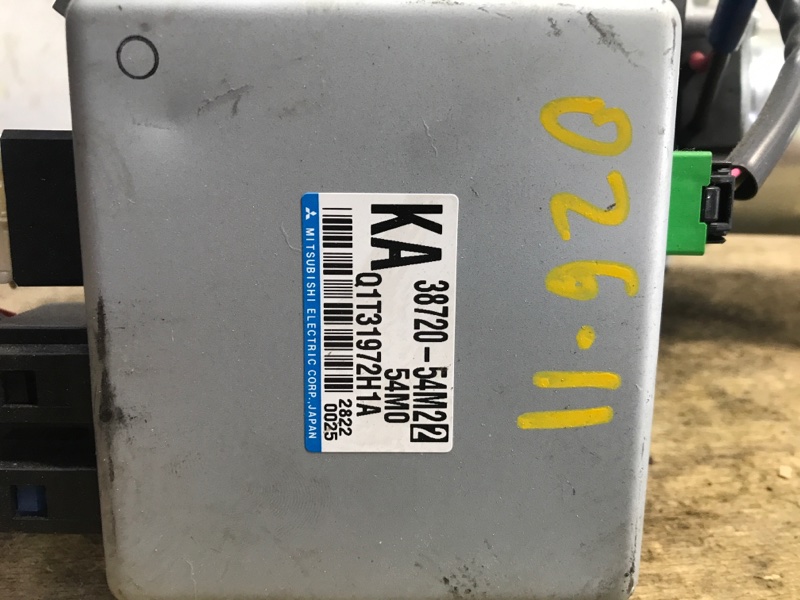 KA 38720-54M22
54M0
Q1T31972H1A
2822
0025
MITSUBISHI ELECTRIC CORP.,JAPAN
026-11